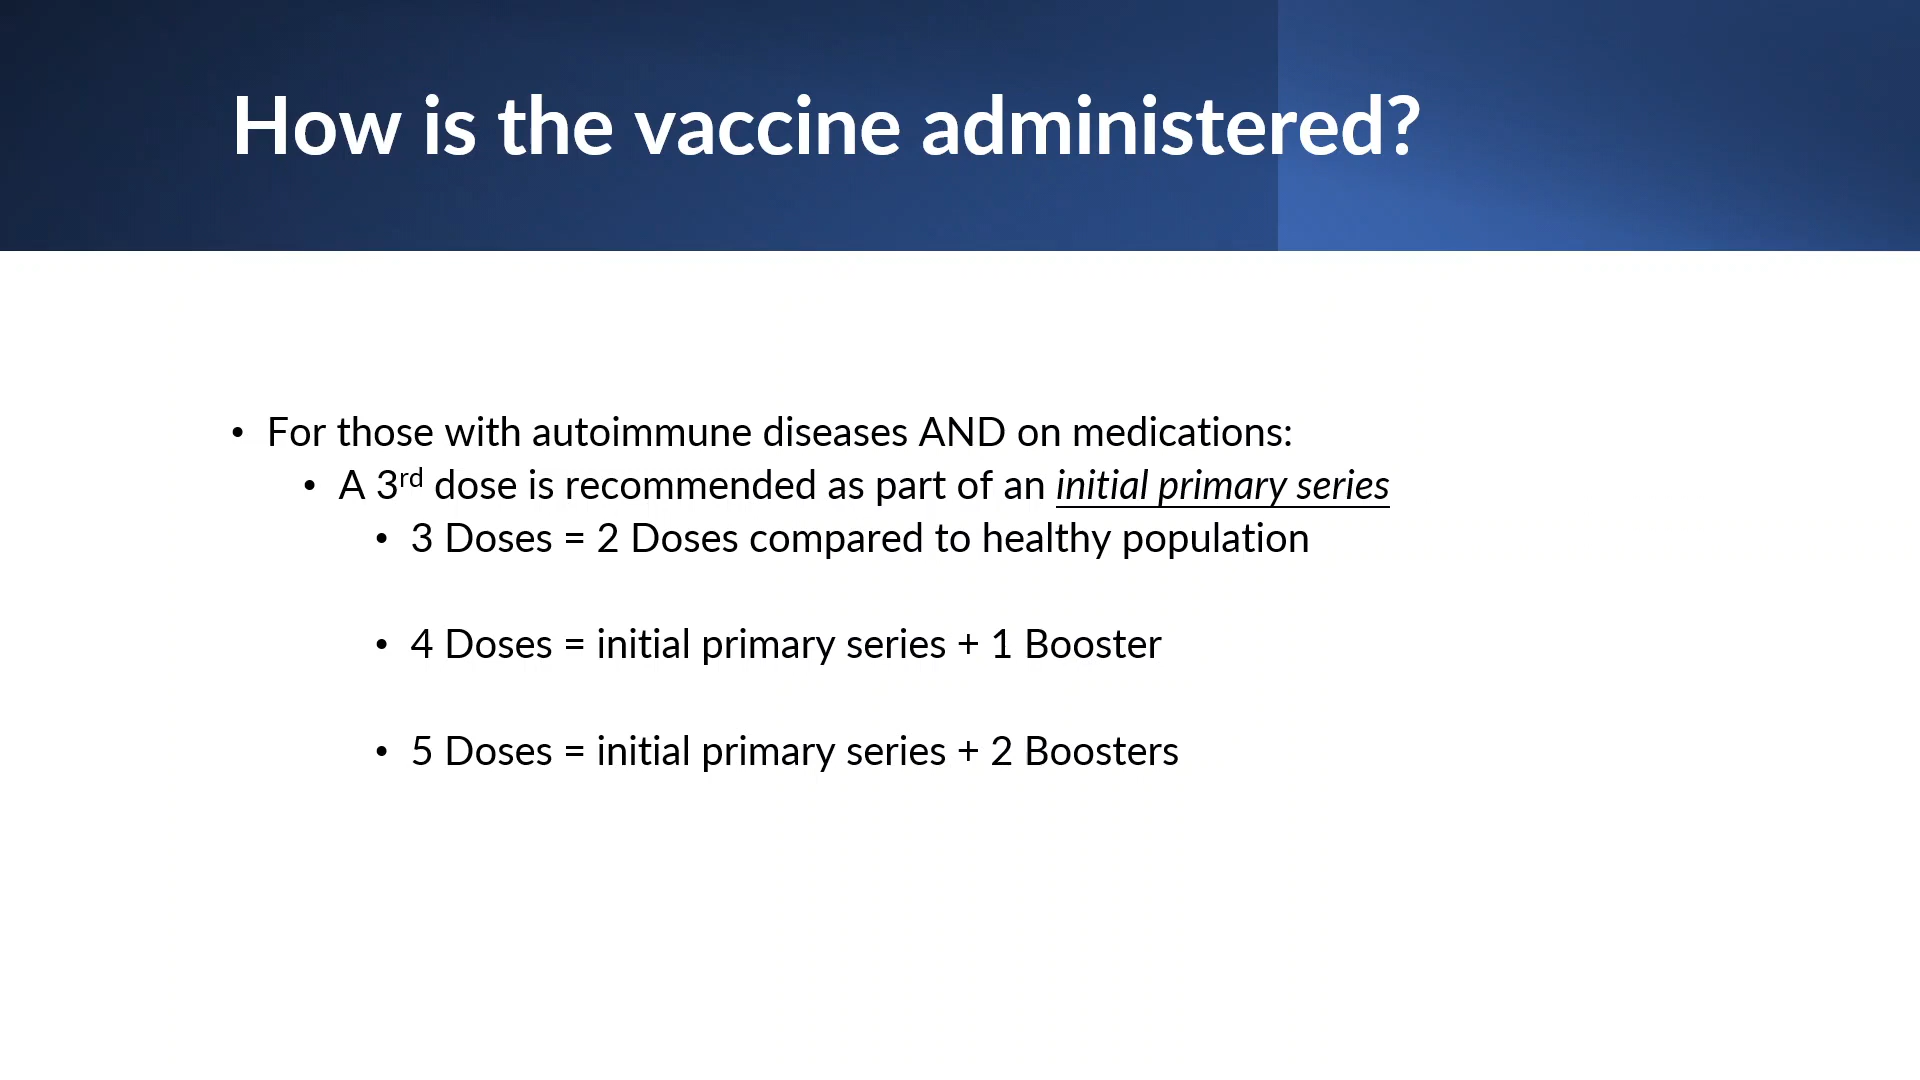 How is the vaccine administered?
• For those with autoimmune diseases AND on medications:
• A 3rd dose is recommended as part of an initial primary series
• 3 Doses = 2 Doses compared to healthy population
• 4 Doses = initial primary series + 1 Booster
• 5 Doses = initial primary series + 2 Boosters